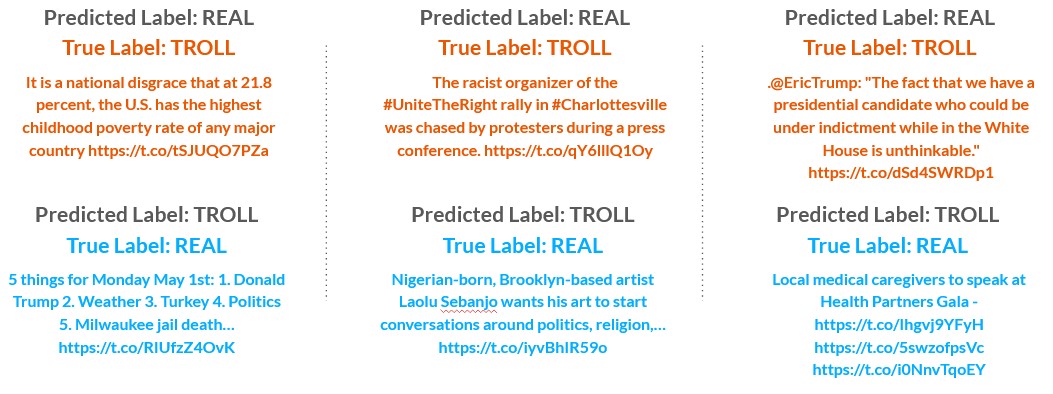 Predicted Label: REAL
True Label: TROLL
It is a national disgrace that at 21.8
percent, the U.S. has the highest
childhood poverty rate of any major
country https://t.co/tSJUQO7PZa
Predicted Label: REAL
True Label: TROLL
The racist organizer of the
#UniteTheRight rally in #Charlottesville
was chased by protesters during a press
conference. https://t.co/qY6lllQ1Oy
Predicted Label: REAL
True Label: TROLL
.@EricTrump: "The fact that we have a
presidential candidate who could be
under indictment while in the White
House is unthinkable."
https://t.co/dSd4SWRDp1
Predicted Label: TROLL
True Label: REAL
5 things for Monday May 1st: 1. Donald
Trump 2. Weather 3. Turkey 4. Politics
5. Milwaukee jail death…
https://t.co/RIUfzZ4OvK
Predicted Label: TROLL
True Label: REAL
Nigerian-born, Brooklyn-based artist
Laolu Sebanjo wants his art to start
conversations around politics, religion,…
https://t.co/iyvBhlR59o
Predicted Label: TROLL
True Label: REAL
Local medical caregivers to speak at
Health Partners Gala -
https://t.co/lhgvj9YFyH
https://t.co/5swzofpsVc
https://t.co/i0NnvTqoEY